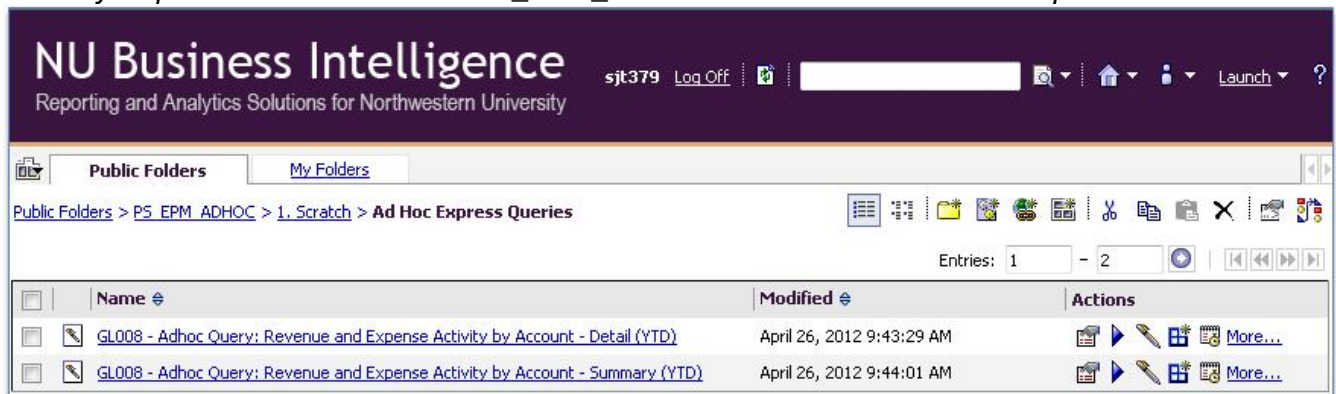 NU Business Intelligence
Reporting and Analytics Solutions for Northwestern University
sjt379 Log Off Launch ?
Public Folders My Folders
Public Folders > PS_EPM_ADHOC > 1. Scratch > Ad Hoc Express Queries
Entries: 1 - 2
Name Modified Actions
GL008 - Adhoc Query: Revenue and Expense Activity by Account - Detail (YTD) April 26, 2012 9:43:29 AM More...
GL008 - Adhoc Query: Revenue and Expense Activity by Account - Summary (YTD) April 26, 2012 9:44:01 AM More...